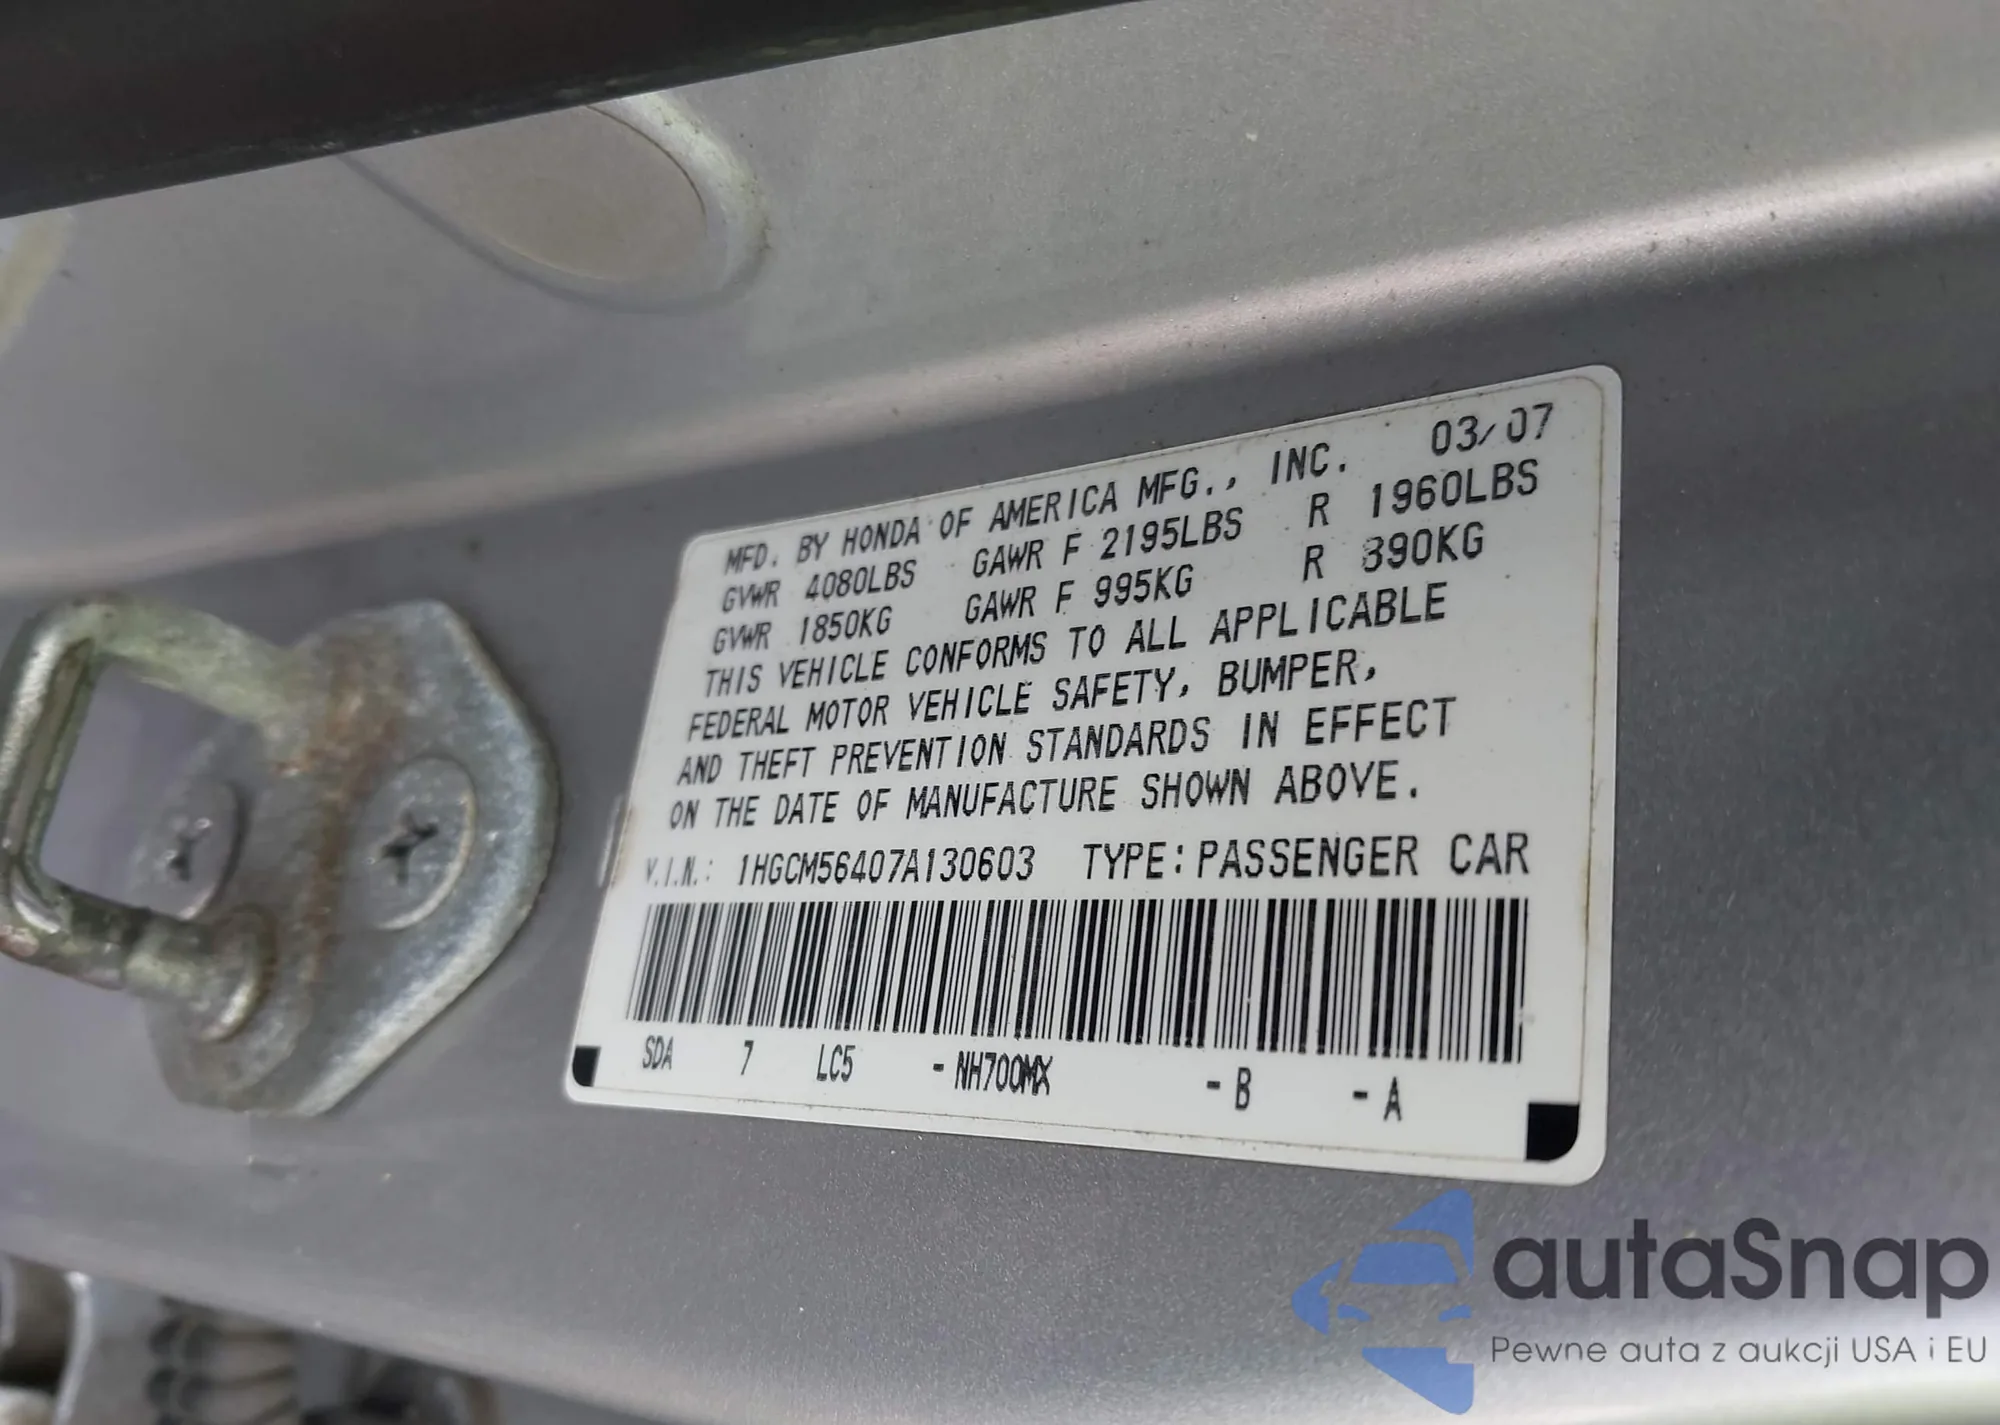 MFD. BY HONDA OF AMERICA MFG., INC. 03/07
GVWR 4080LBS GAWR F 2195LBS R 1960LBS
GVWR 1850KG GAWR F 995KG R 890KG
THIS VEHICLE CONFORMS TO ALL APPLICABLE
FEDERAL MOTOR VEHICLE SAFETY, BUMPER,
AND THEFT PREVENTION STANDARDS IN EFFECT
ON THE DATE OF MANUFACTURE SHOWN ABOVE.
V.I.N.: 1HGCM56407A130603 TYPE: PASSENGER CAR
SDA 7 LC5 - NH700MX - B - A
autaSnap
Pewne auta z aukcji USA i EU